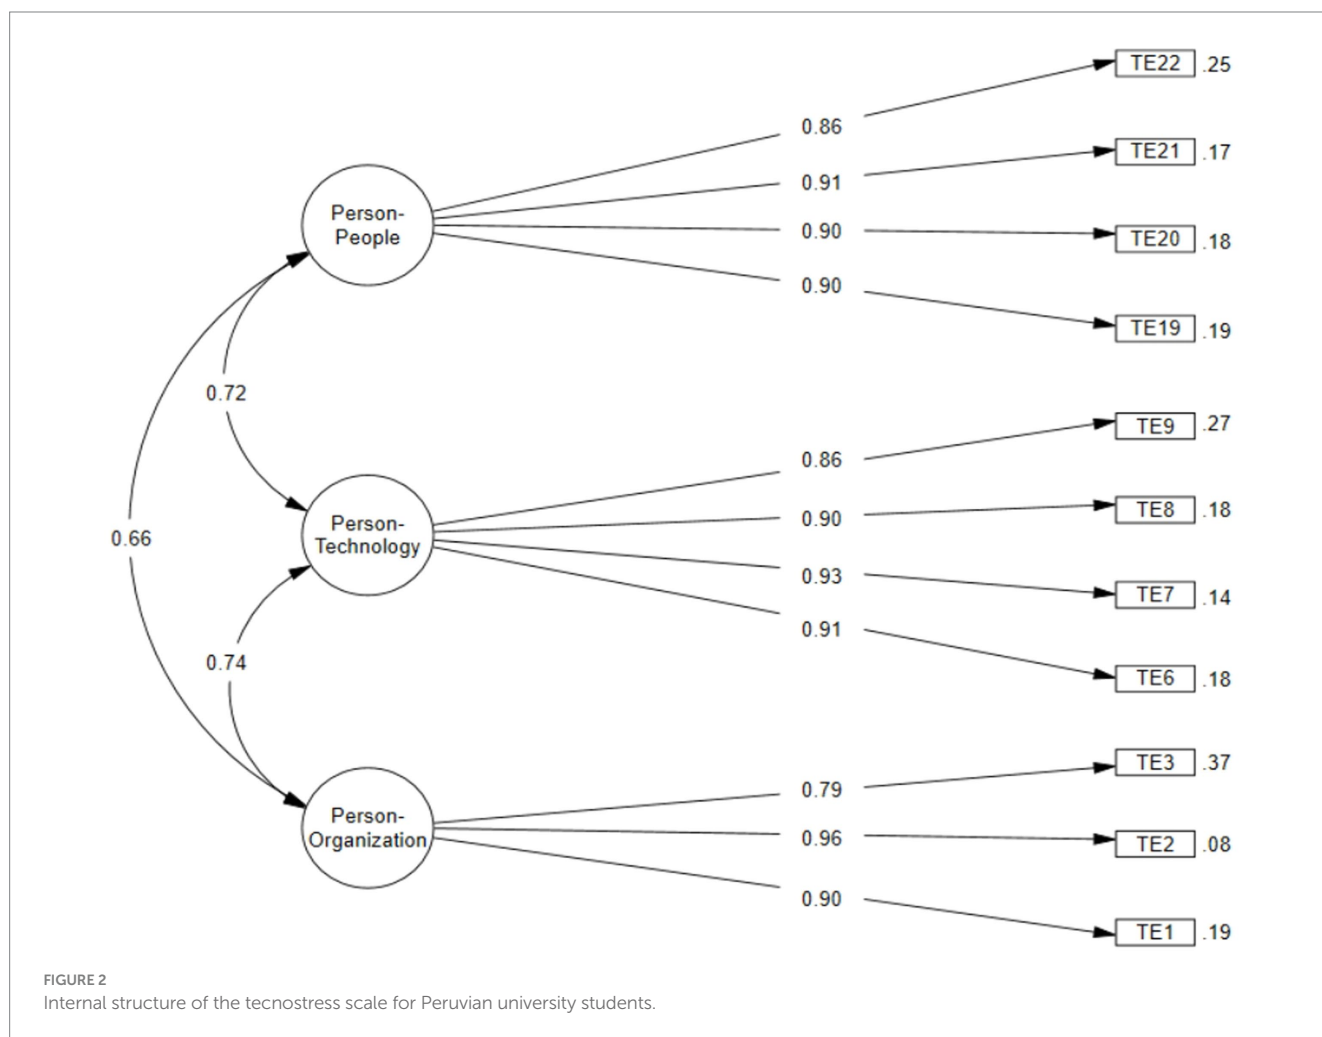 TE22 .25
0.86
TE21 .17
0.91
Person-
People
0.90
TE20 .18
0.90
TE19 .19
0.72
TE9 .27
0.86
0.90
TE8 .18
Person-
Technology
0.66
0.93
TE7 .14
0.91
0.74
TE6 .18
TE3 .37
0.79
Person-
Organization
0.96
TE2 .08
0.90
TE1 .19
FIGURE 2
Internal structure of the tecnostress scale for Peruvian university students.